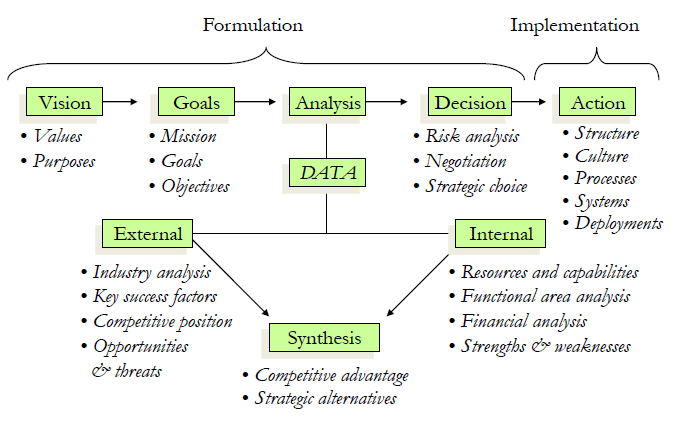 Formulation
Implementation
Vision
Goals
Analysis
Decision
Action
• Values
• Purposes
• Mission
• Goals
• Objectives
DATA
• Risk analysis
• Negotiation
• Strategic choice
• Structure
• Culture
• Processes
• Systems
• Deployments
External
• Industry analysis
• Key success factors
• Competitive position
• Opportunities
& threats
Internal
• Resources and capabilities
• Functional area analysis
• Financial analysis
• Strengths & weaknesses
Synthesis
• Competitive advantage
• Strategic alternatives